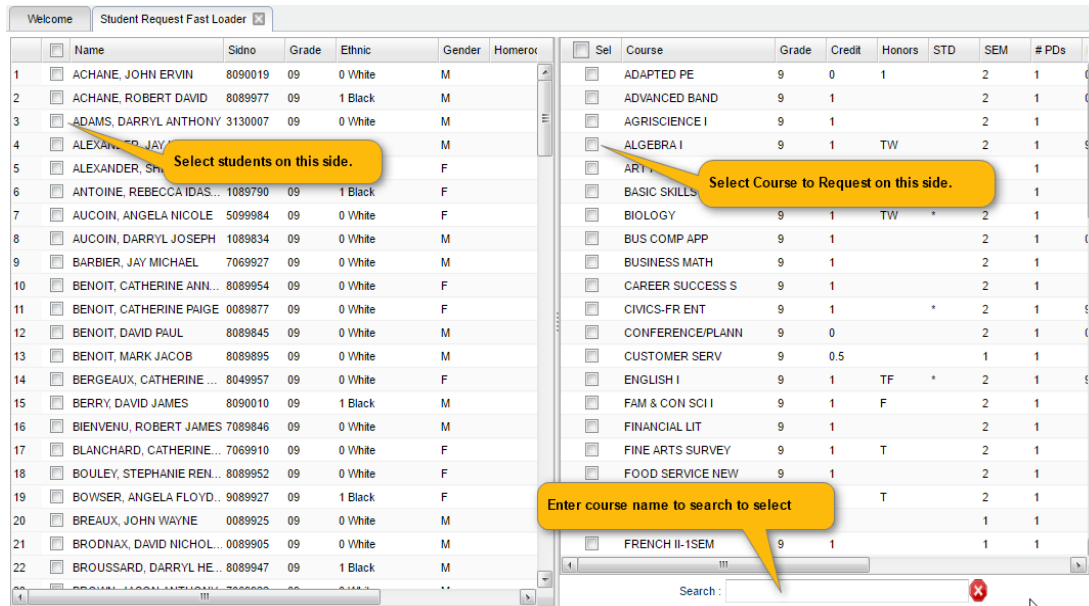 Welcome Student Request Fast Loader
Name Sidno Grade Ethnic Gender Homeroo
1 ACHANE, JOHN ERVIN 8090019 09 0 White M
2 ACHANE, ROBERT DAVID 8089977 09 1 Black M
3 ADAMS, DARRYL ANTHONY 3130007 09 0 White M
4 ALEXANDER, JAY M
5 ALEXANDER, SH F
6 ANTOINE, REBECCA IDAS... 1089790 09 1 Black F
7 AUCOIN, ANGELA NICOLE 5099984 09 0 White F
8 AUCOIN, DARRYL JOSEPH 1089834 09 0 White M
9 BARBIER, JAY MICHAEL 7069927 09 0 White M
10 BENOIT, CATHERINE ANN... 8089954 09 0 White F
11 BENOIT, CATHERINE PAIGE 0089877 09 0 White F
12 BENOIT, DAVID PAUL 8089845 09 0 White M
13 BENOIT, MARK JACOB 8089895 09 0 White M
14 BERGEAUX, CATHERINE ... 8049957 09 0 White F
15 BERRY, DAVID JAMES 8090010 09 1 Black M
16 BIENVENU, ROBERT JAMES 7089846 09 0 White M
17 BLANCHARD, CATHERINE... 7069910 09 0 White F
18 BOULEY, STEPHANIE REN... 8089952 09 0 White F
19 BOWSER, ANGELA FLOYD.. 9089927 09 1 Black F
20 BREAUX, JOHN WAYNE 0089925 09 0 White M
21 BRODNAX, DAVID NICHOL... 0089905 09 0 White M
22 BROUSSARD, DARRYL HE... 8089947 09 1 Black M
Select students on this side.
Sel Course Grade Credit Honors STD SEM # PDs
ADAPTED PE 9 0 1 2 1
ADVANCED BAND 9 1 2 1
AGRISCIENCE I 9 1 2 1
ALGEBRA I 9 1 TW 2 1
ART 1
BASIC SKILLS 1
BIOLOGY 9 1 TW * 2 1
BUS COMP APP 9 1 2 1
BUSINESS MATH 9 1 2 1
CAREER SUCCESS S 9 1 2 1
CIVICS-FR ENT 9 1 * 2 1
CONFERENCE/PLANN 9 0 2 1
CUSTOMER SERV 9 0.5 1 1
ENGLISH I 9 1 TF * 2 1
FAM & CON SCI I 9 1 F 2 1
FINANCIAL LIT 9 1 2 1
FINE ARTS SURVEY 9 1 T 2 1
FOOD SERVICE NEW 9 1 2 1
T 2 1
1 1
FRENCH II-1SEM 9 1 1 1
Select Course to Request on this side.
Enter course name to search to select
Search :